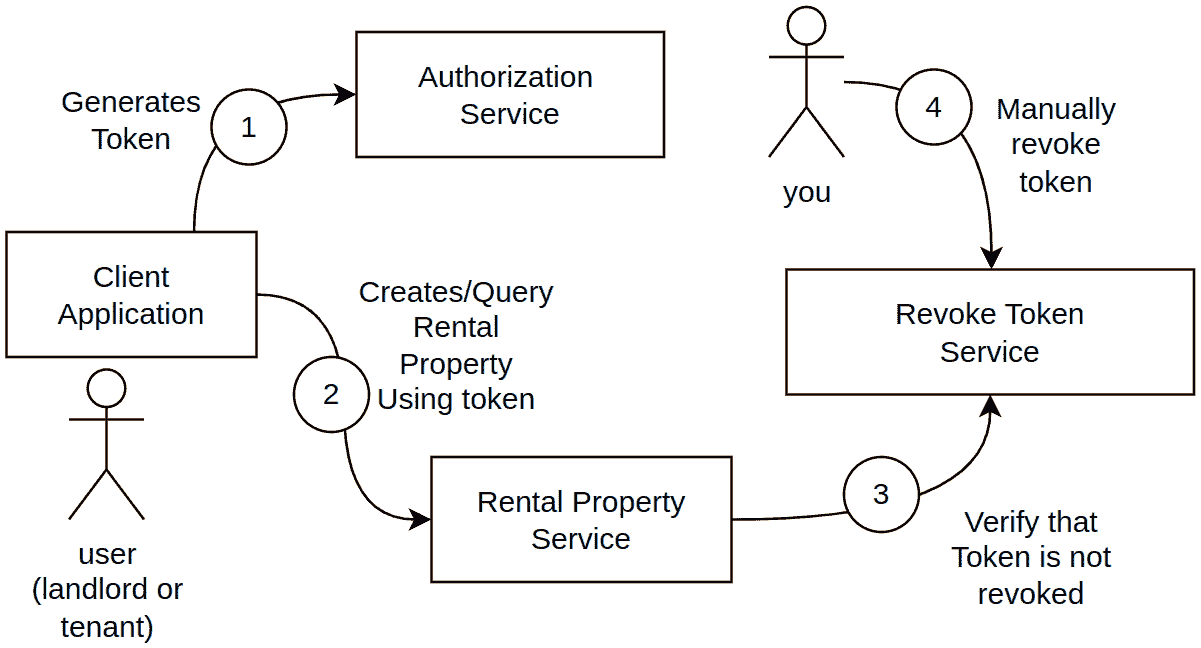 Generates
Token
1
Authorization
Service
4
Manually
revoke
token
you
Client
Application
Creates/Query
Rental
Property
Using token
2
Revoke Token
Service
user
(landlord or
tenant)
Rental Property
Service
3
Verify that
Token is not
revoked